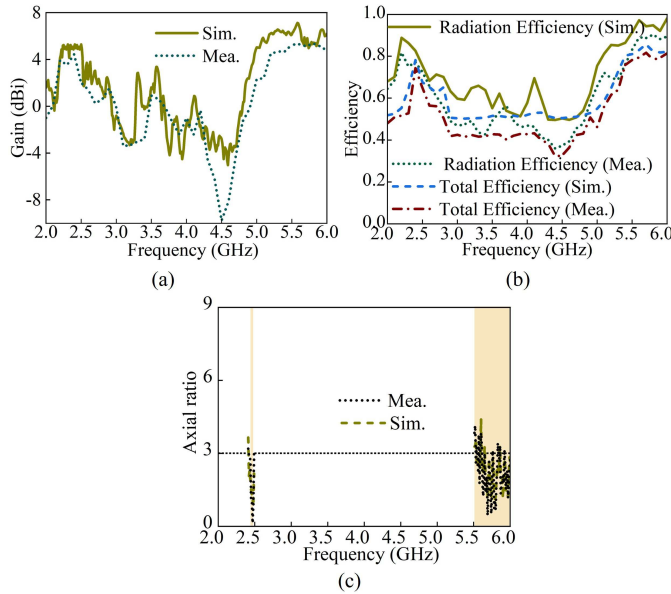 8
4
0
-4
-8
Gain (dBi)
Sim.
Mea.
2.0 2.5 3.0 3.5 4.0 4.5 5.0 5.5 6.0
Frequency (GHz)
(a)
1.0
0.8
0.6
0.4
0.2
0.0
Efficiency
Radiation Efficiency (Sim.)
Radiation Efficiency (Mea.)
Total Efficiency (Sim.)
Total Efficiency (Mea.)
2.0 2.5 3.0 3.5 4.0 4.5 5.0 5.5 6.0
Frequency (GHz)
(b)
9
6
3
0
Axial ratio
Mea.
Sim.
2.0 2.5 3.0 3.5 4.0 4.5 5.0 5.5 6.0
Frequency (GHz)
(c)